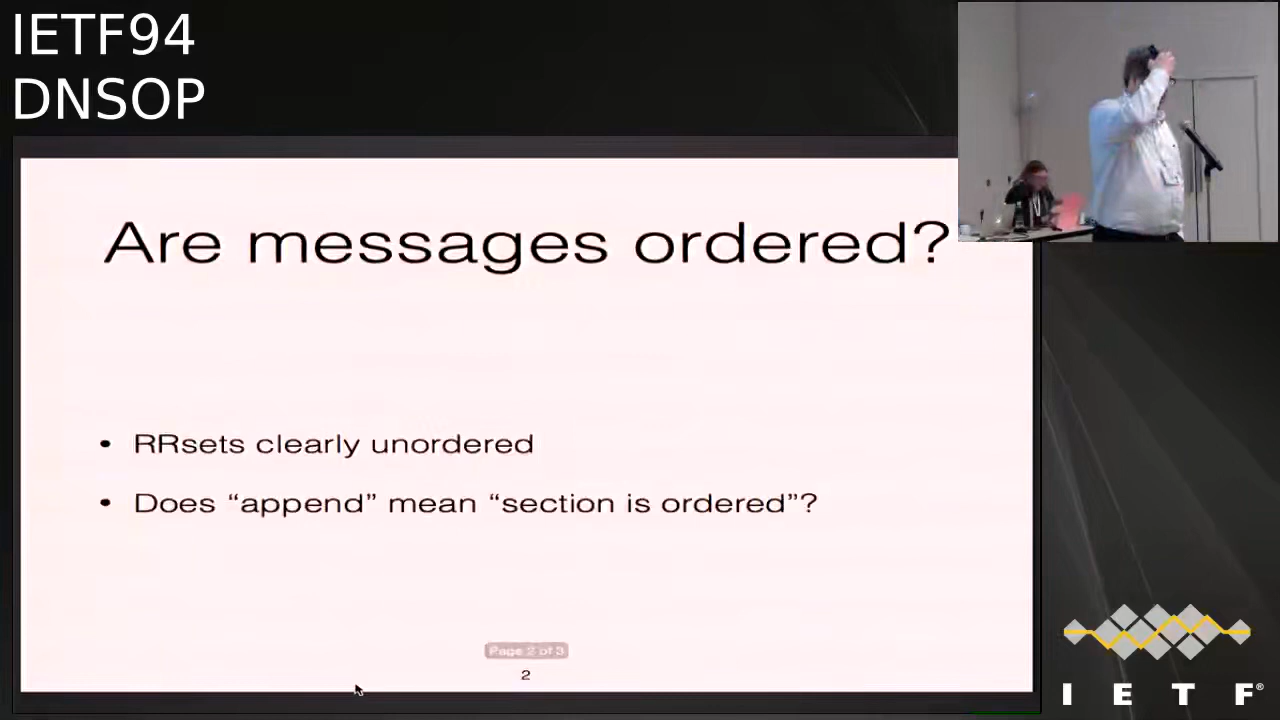 IETF94
DNSOP
Are messages ordered?
• RRsets clearly unordered
• Does “append” mean “section is ordered”?
Page 2 of 3
2
I E T F®